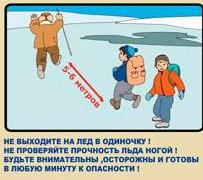 5-6 метров
НЕ ВЫХОДИТЕ НА ЛЕД В ОДИНОЧКУ !
НЕ ПРОВЕРЯЙТЕ ПРОЧНОСТЬ ЛЬДА НОГОЙ !
БУДЬТЕ ВНИМАТЕЛЬНЫ ,ОСТОРОЖНЫ И ГОТОВЫ
В ЛЮБУЮ МИНУТУ К ОПАСНОСТИ !